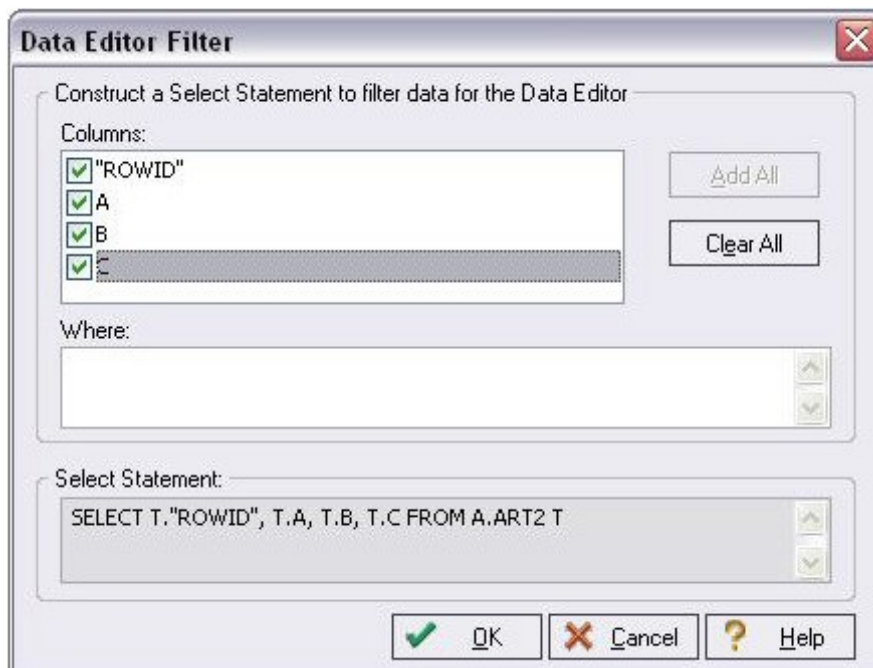 Data Editor Filter
Construct a Select Statement to filter data for the Data Editor
Columns:
"ROWID"
A
B
C
Add All
Clear All
Where:
Select Statement:
SELECT T."ROWID", T.A, T.B, T.C FROM A.ART2 T
OK
Cancel
? Help